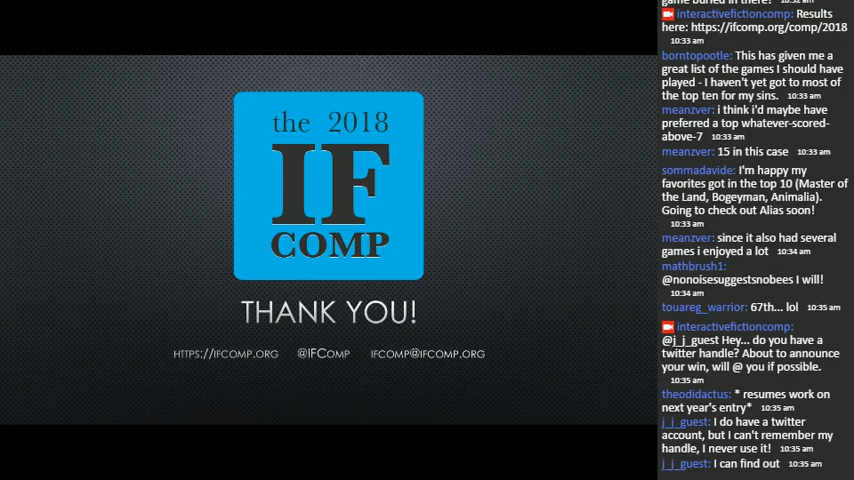 the 2018
IF
COMP
THANK YOU!
HTTPS://IFCOMP.ORG @IFComp IFCOMP@IFCOMP.ORG
game buried in there?
interactivefictioncomp: Results
here: https://ifcomp.org/comp/2018
10:33 am
borntopootle: This has given me a
great list of the games I should have
played - I haven't yet got to most of
the top ten for my sins. 10:33 am
meanzver: i think i'd maybe have
preferred a top whatever-scored-
above-7 10:33 am
meanzver: 15 in this case 10:33 am
sommadavide: I'm happy my
favorites got in the top 10 (Master of
the Land, Bogeyman, Animalia).
Going to check out Alias soon!
10:33 am
meanzver: since it also had several
games i enjoyed a lot 10:34 am
mathbrush1:
@nonoisesuggestsnobees I will!
10:34 am
touareg_warrior: 67th... lol 10:35 am
interactivefictioncomp:
@j_j_guest Hey... do you have a
twitter handle? About to announce
your win, will @ you if possible.
10:35 am
theodidactus: * resumes work on
next year's entry* 10:35 am
j_j_guest: I do have a twitter
account, but I can't remember my
handle, I never use it! 10:35 am
j_j_guest: I can find out 10:35 am